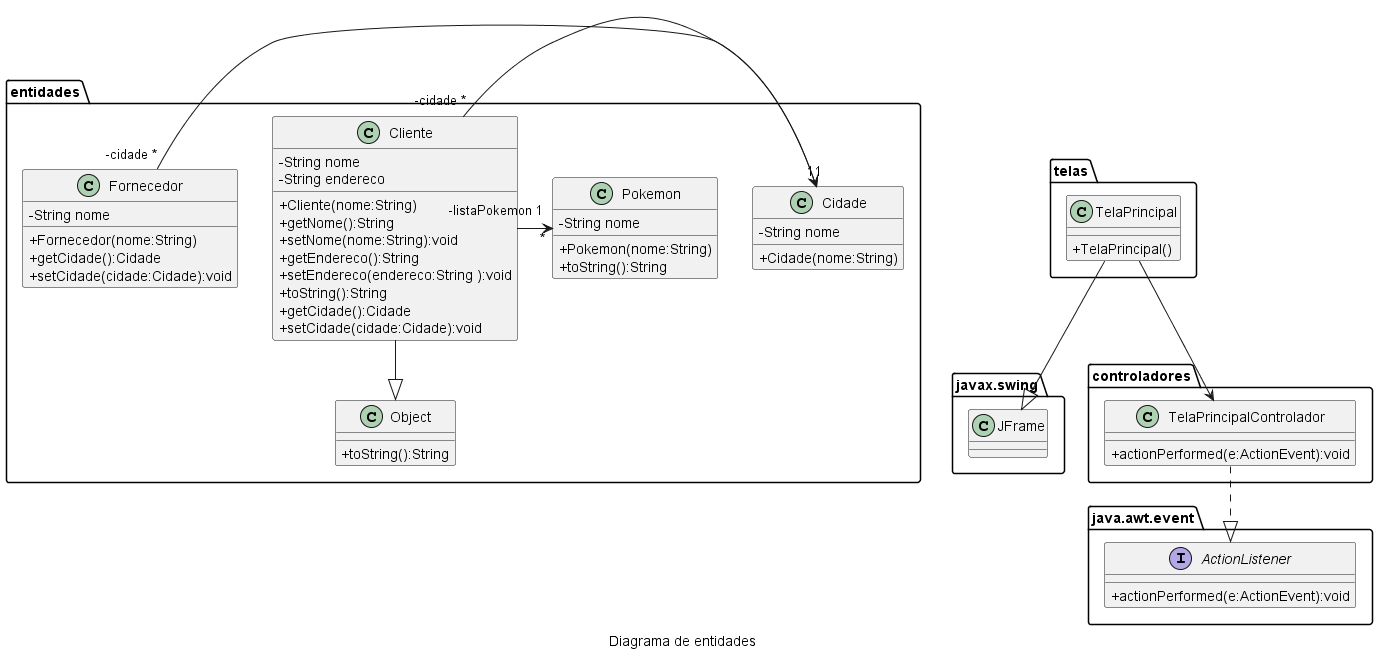 entidades
-cidade *
-cidade *
Fornecedor
-String nome
+Fornecedor(nome:String)
+getCidade():Cidade
+setCidade(cidade:Cidade):void
Cliente
-String nome
-String endereco
+Cliente(nome:String)
+getNome():String
+setNome(nome:String):void
+getEndereco():String
+setEndereco(endereco:String ):void
+toString():String
+getCidade():Cidade
+setCidade(cidade:Cidade):void
-listaPokemon 1
*
Pokemon
-String nome
+Pokemon(nome:String)
+toString():String
1
1
Cidade
-String nome
+Cidade(nome:String)
Object
+toString():String
telas
TelaPrincipal
+TelaPrincipal()
javax.swing
JFrame
controladores
TelaPrincipalControlador
+actionPerformed(e:ActionEvent):void
java.awt.event
ActionListener
+actionPerformed(e:ActionEvent):void
Diagrama de entidades